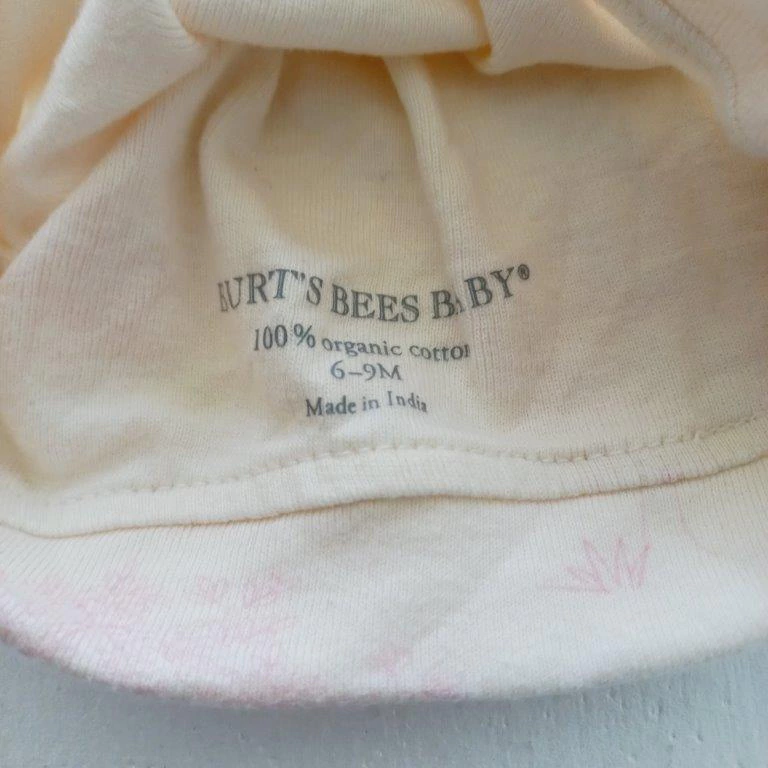 BURT'S BEES BABY®
100% organic cotton
6–9M
Made in India